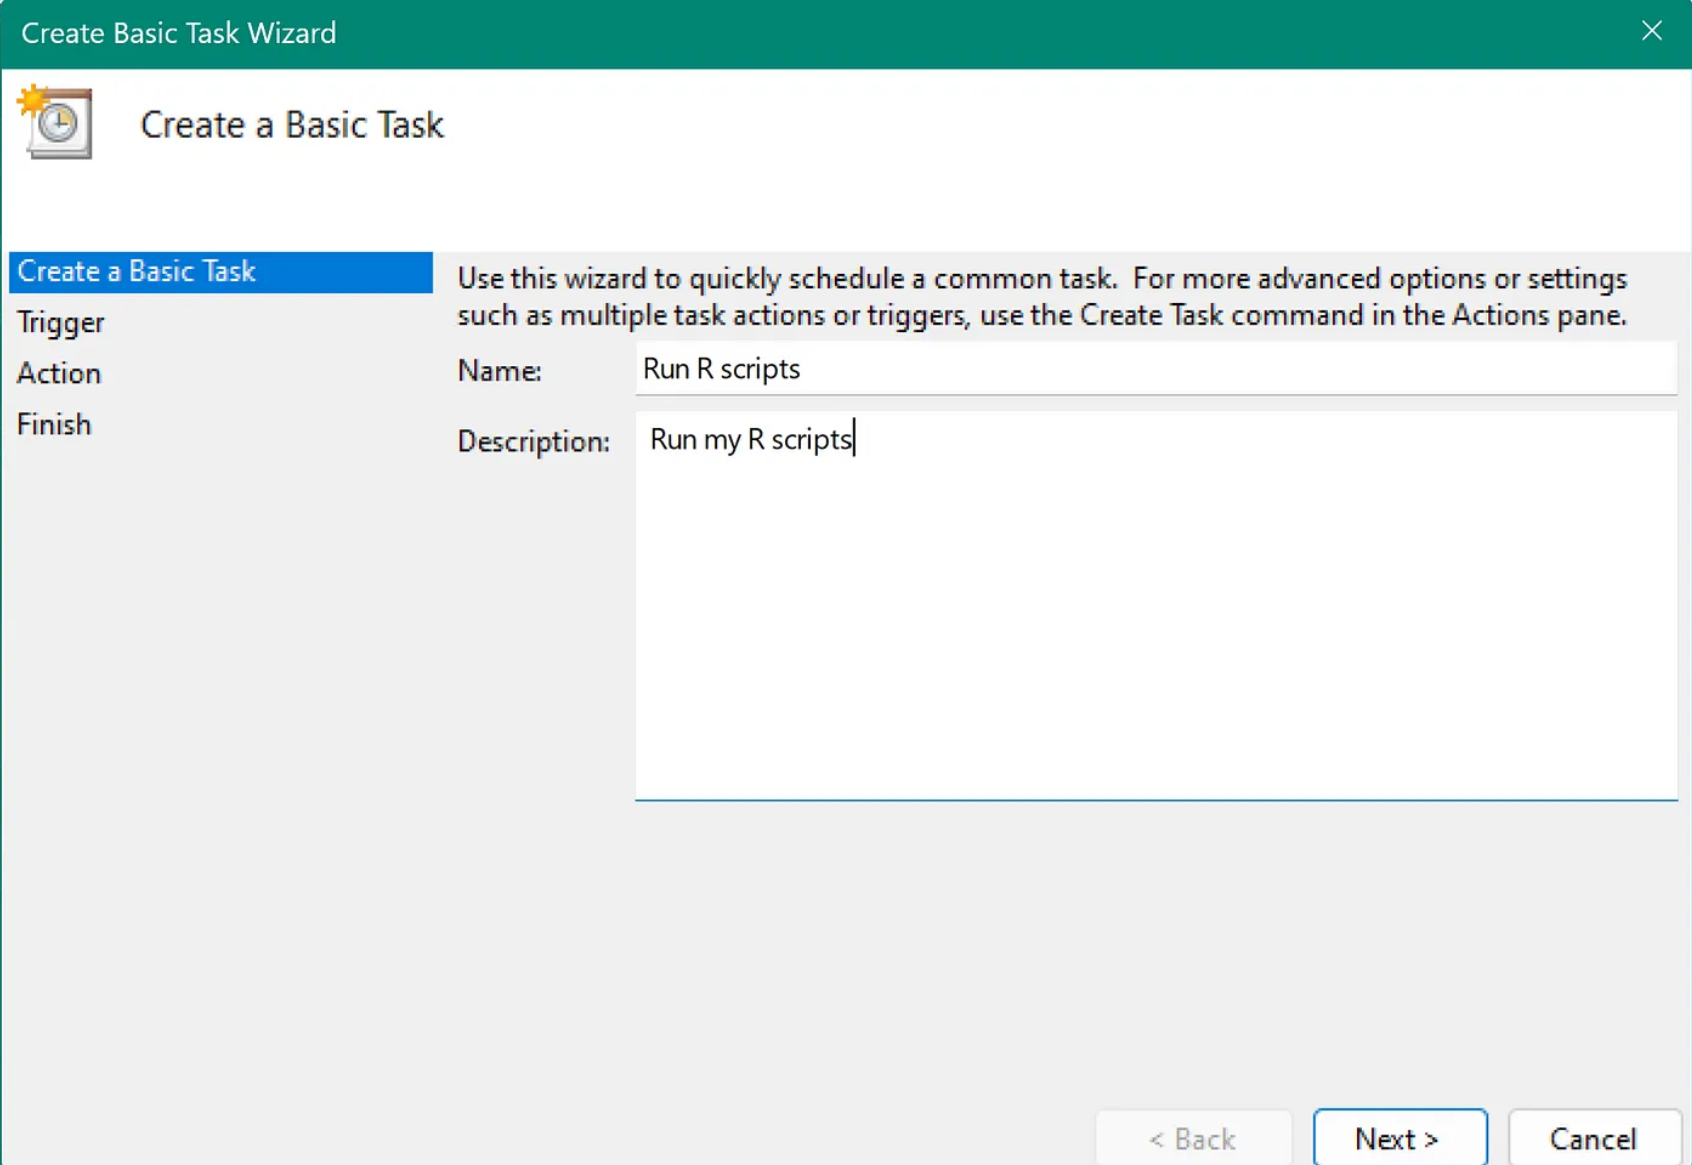 Create Basic Task Wizard
Create a Basic Task
Create a Basic Task
Trigger
Action
Finish
Use this wizard to quickly schedule a common task.  For more advanced options or settings
such as multiple task actions or triggers, use the Create Task command in the Actions pane.
Name: Run R scripts
Description: Run my R scripts
< Back Next > Cancel